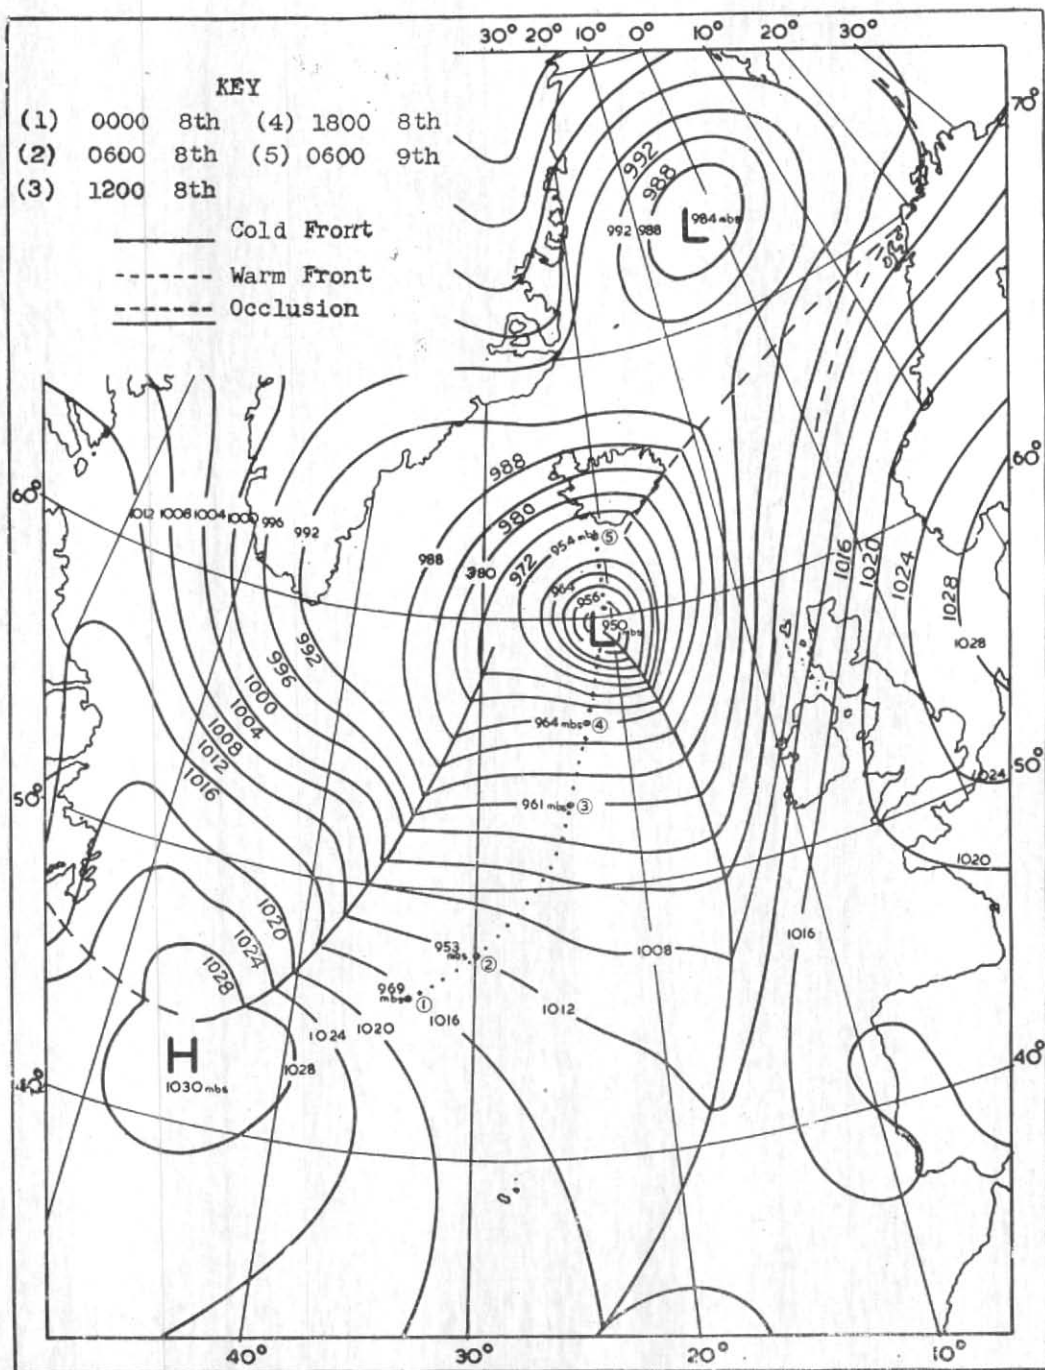 30° 20° 10° 0° 10° 20° 30°
KEY
(1) 0000 8th (4) 1800 8th
(2) 0600 8th (5) 0600 9th
(3) 1200 8th
Cold Front
Warm Front
Occlusion
70°
992
988
L 984 mbs
992 988
60°
60°
1012 1008 1004 1000 996 992
988
980
972
988 980
954 mbs ⑤
964
956
L 950 mbs
1016
1020
1024
1028
1028
992
996
1000
1004
1008
1012
1016
964 mbs ④
50°
50°
1024
961 mbs ③
1020
1020
1024
1028
953 mbs ②
1008
1016
969 mbs ①
1024 1020 1016 1012
H
1030 mbs
1028
40°
40°
40° 30° 20° 10°